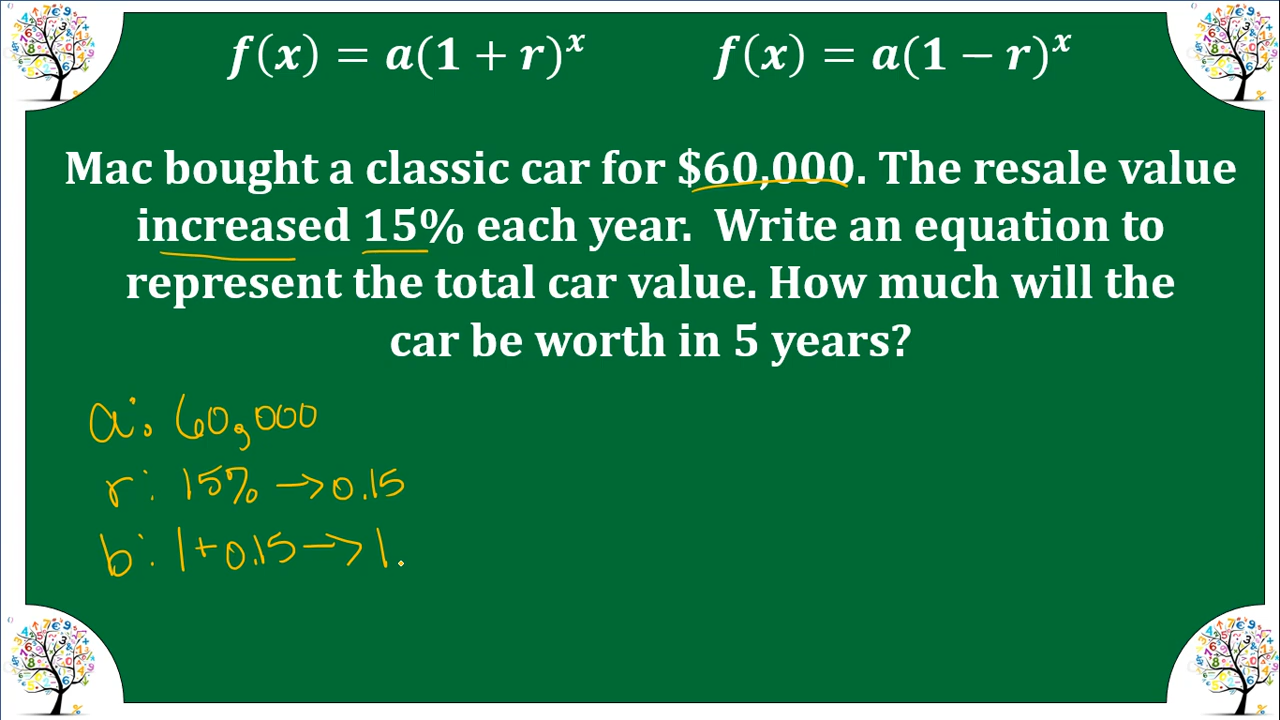 f(x) = a(1 + r)ˣ f(x) = a(1 − r)ˣ
Mac bought a classic car for $60,000. The resale value
increased 15% each year. Write an equation to
represent the total car value. How much will the
car be worth in 5 years?
a: 60,000
r: 15% → 0.15
b: 1+0.15 → 1.